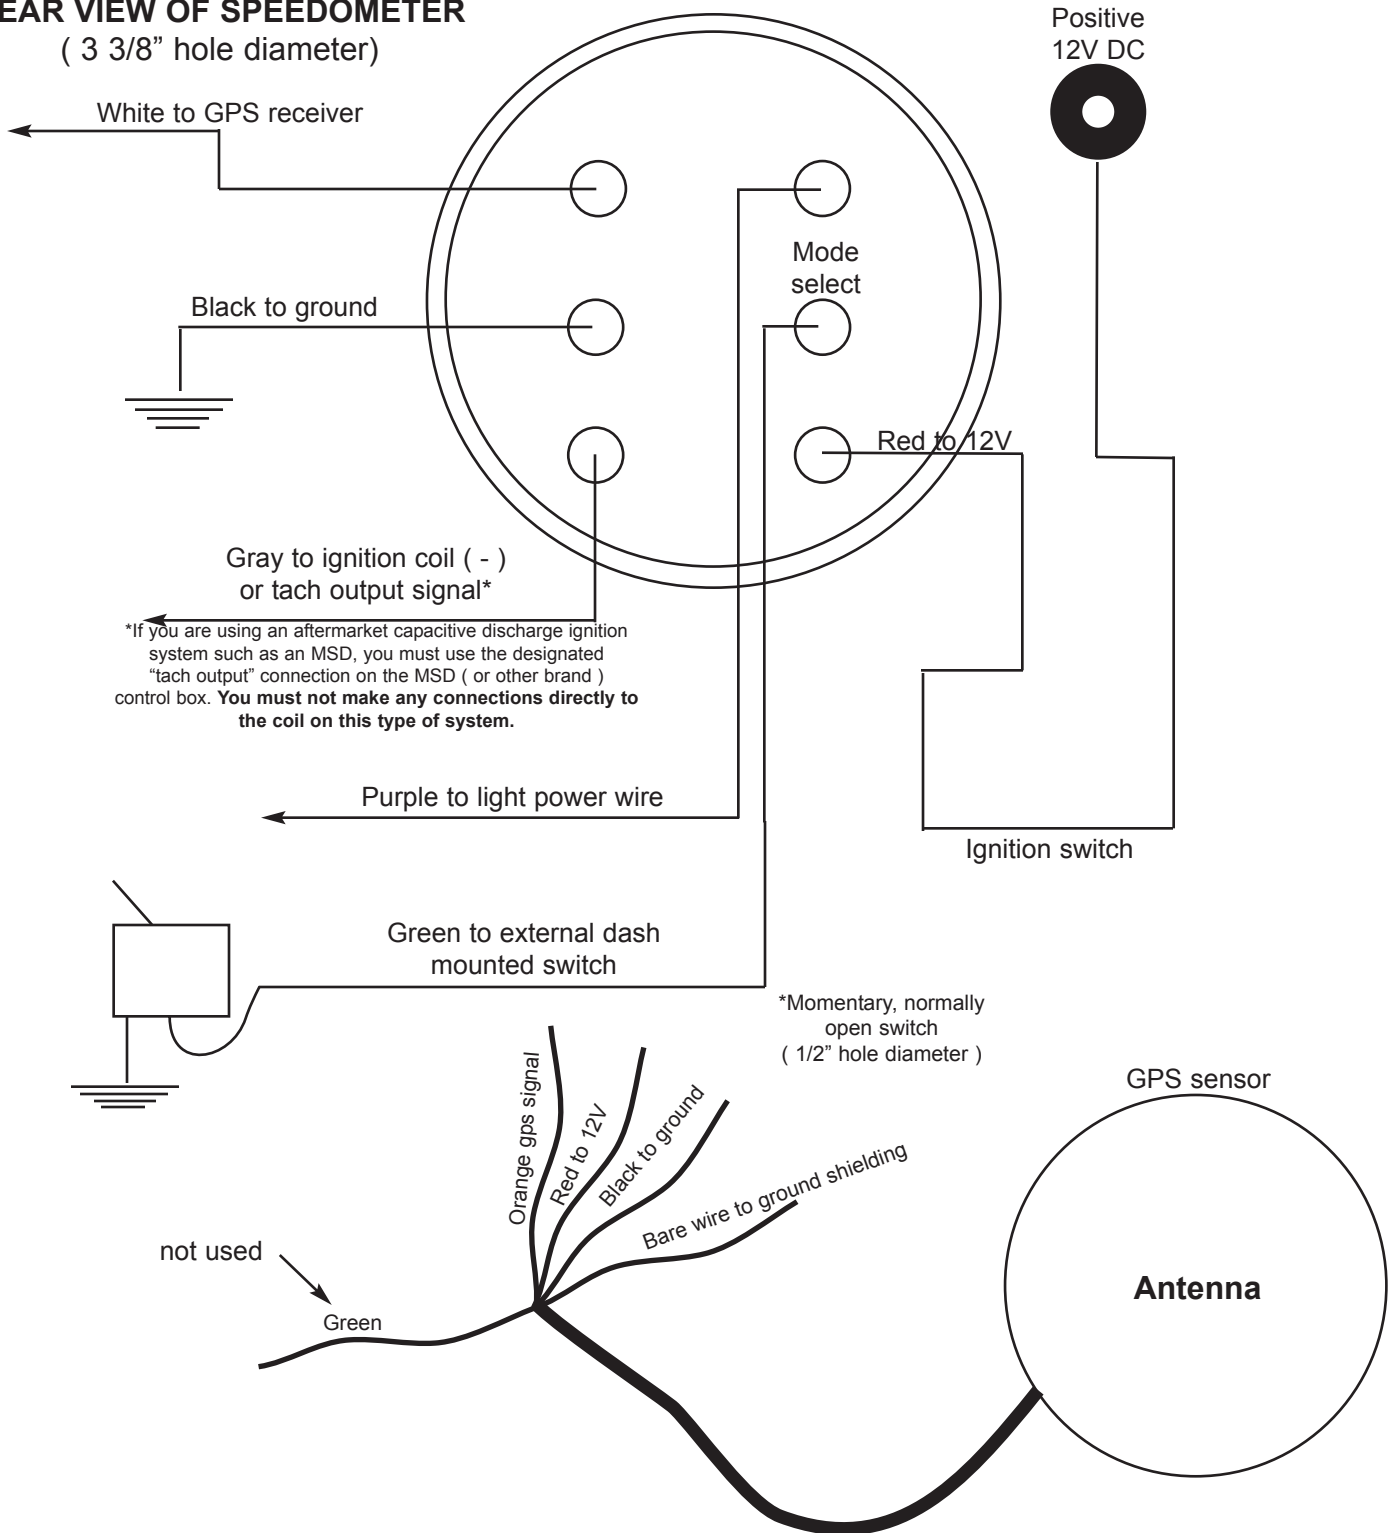 EAR VIEW OF SPEEDOMETER
( 3 3/8” hole diameter)
Positive
12V DC
White to GPS receiver
Mode
select
Black to ground
Red to 12V
Gray to ignition coil ( - )
or tach output signal*
*If you are using an aftermarket capacitive discharge ignition
system such as an MSD, you must use the designated
“tach output” connection on the MSD ( or other brand )
control box. You must not make any connections directly to
the coil on this type of system.
Purple to light power wire
Ignition switch
Green to external dash
mounted switch
*Momentary, normally
open switch
( 1/2” hole diameter )
GPS sensor
Orange gps signal
Red to 12V
Black to ground
Bare wire to ground shielding
not used
Green
Antenna